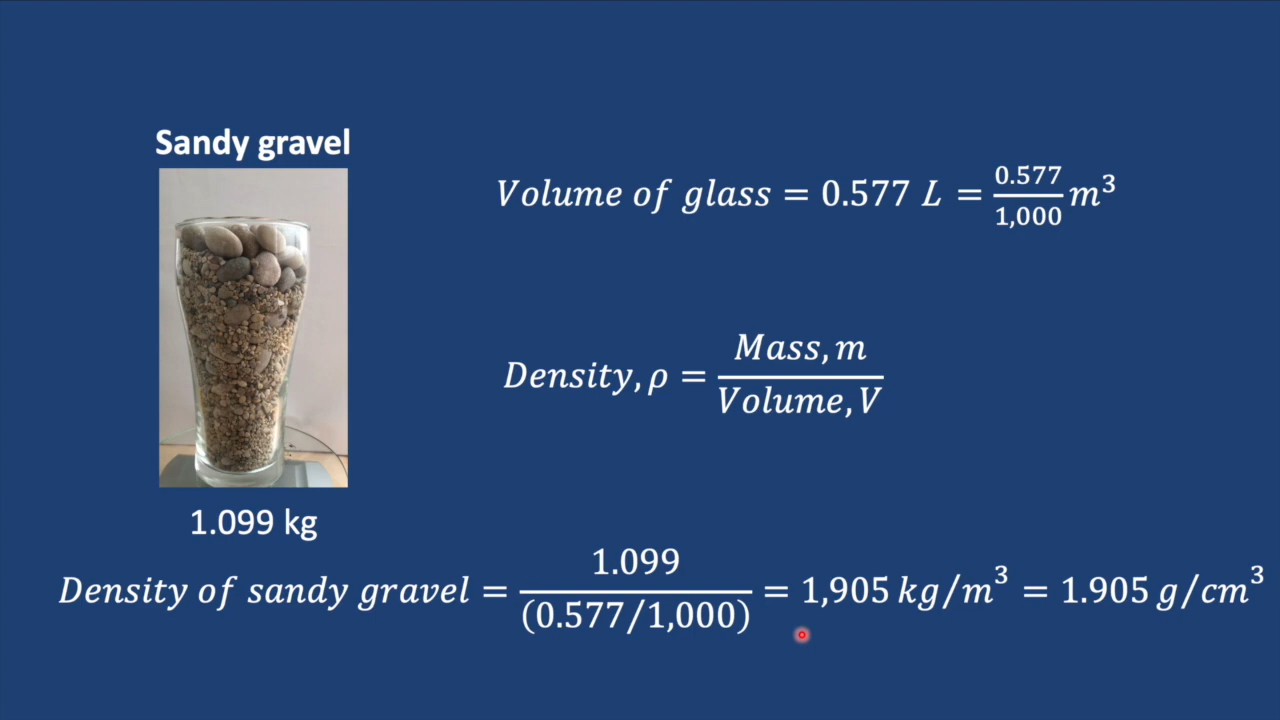 Sandy gravel
Volume of glass = 0.577 L = 0.577/1,000 m³
Density, ρ = Mass, m / Volume, V
1.099 kg
Density of sandy gravel = 1.099/(0.577/1,000) = 1,905 kg/m³ = 1.905 g/cm³